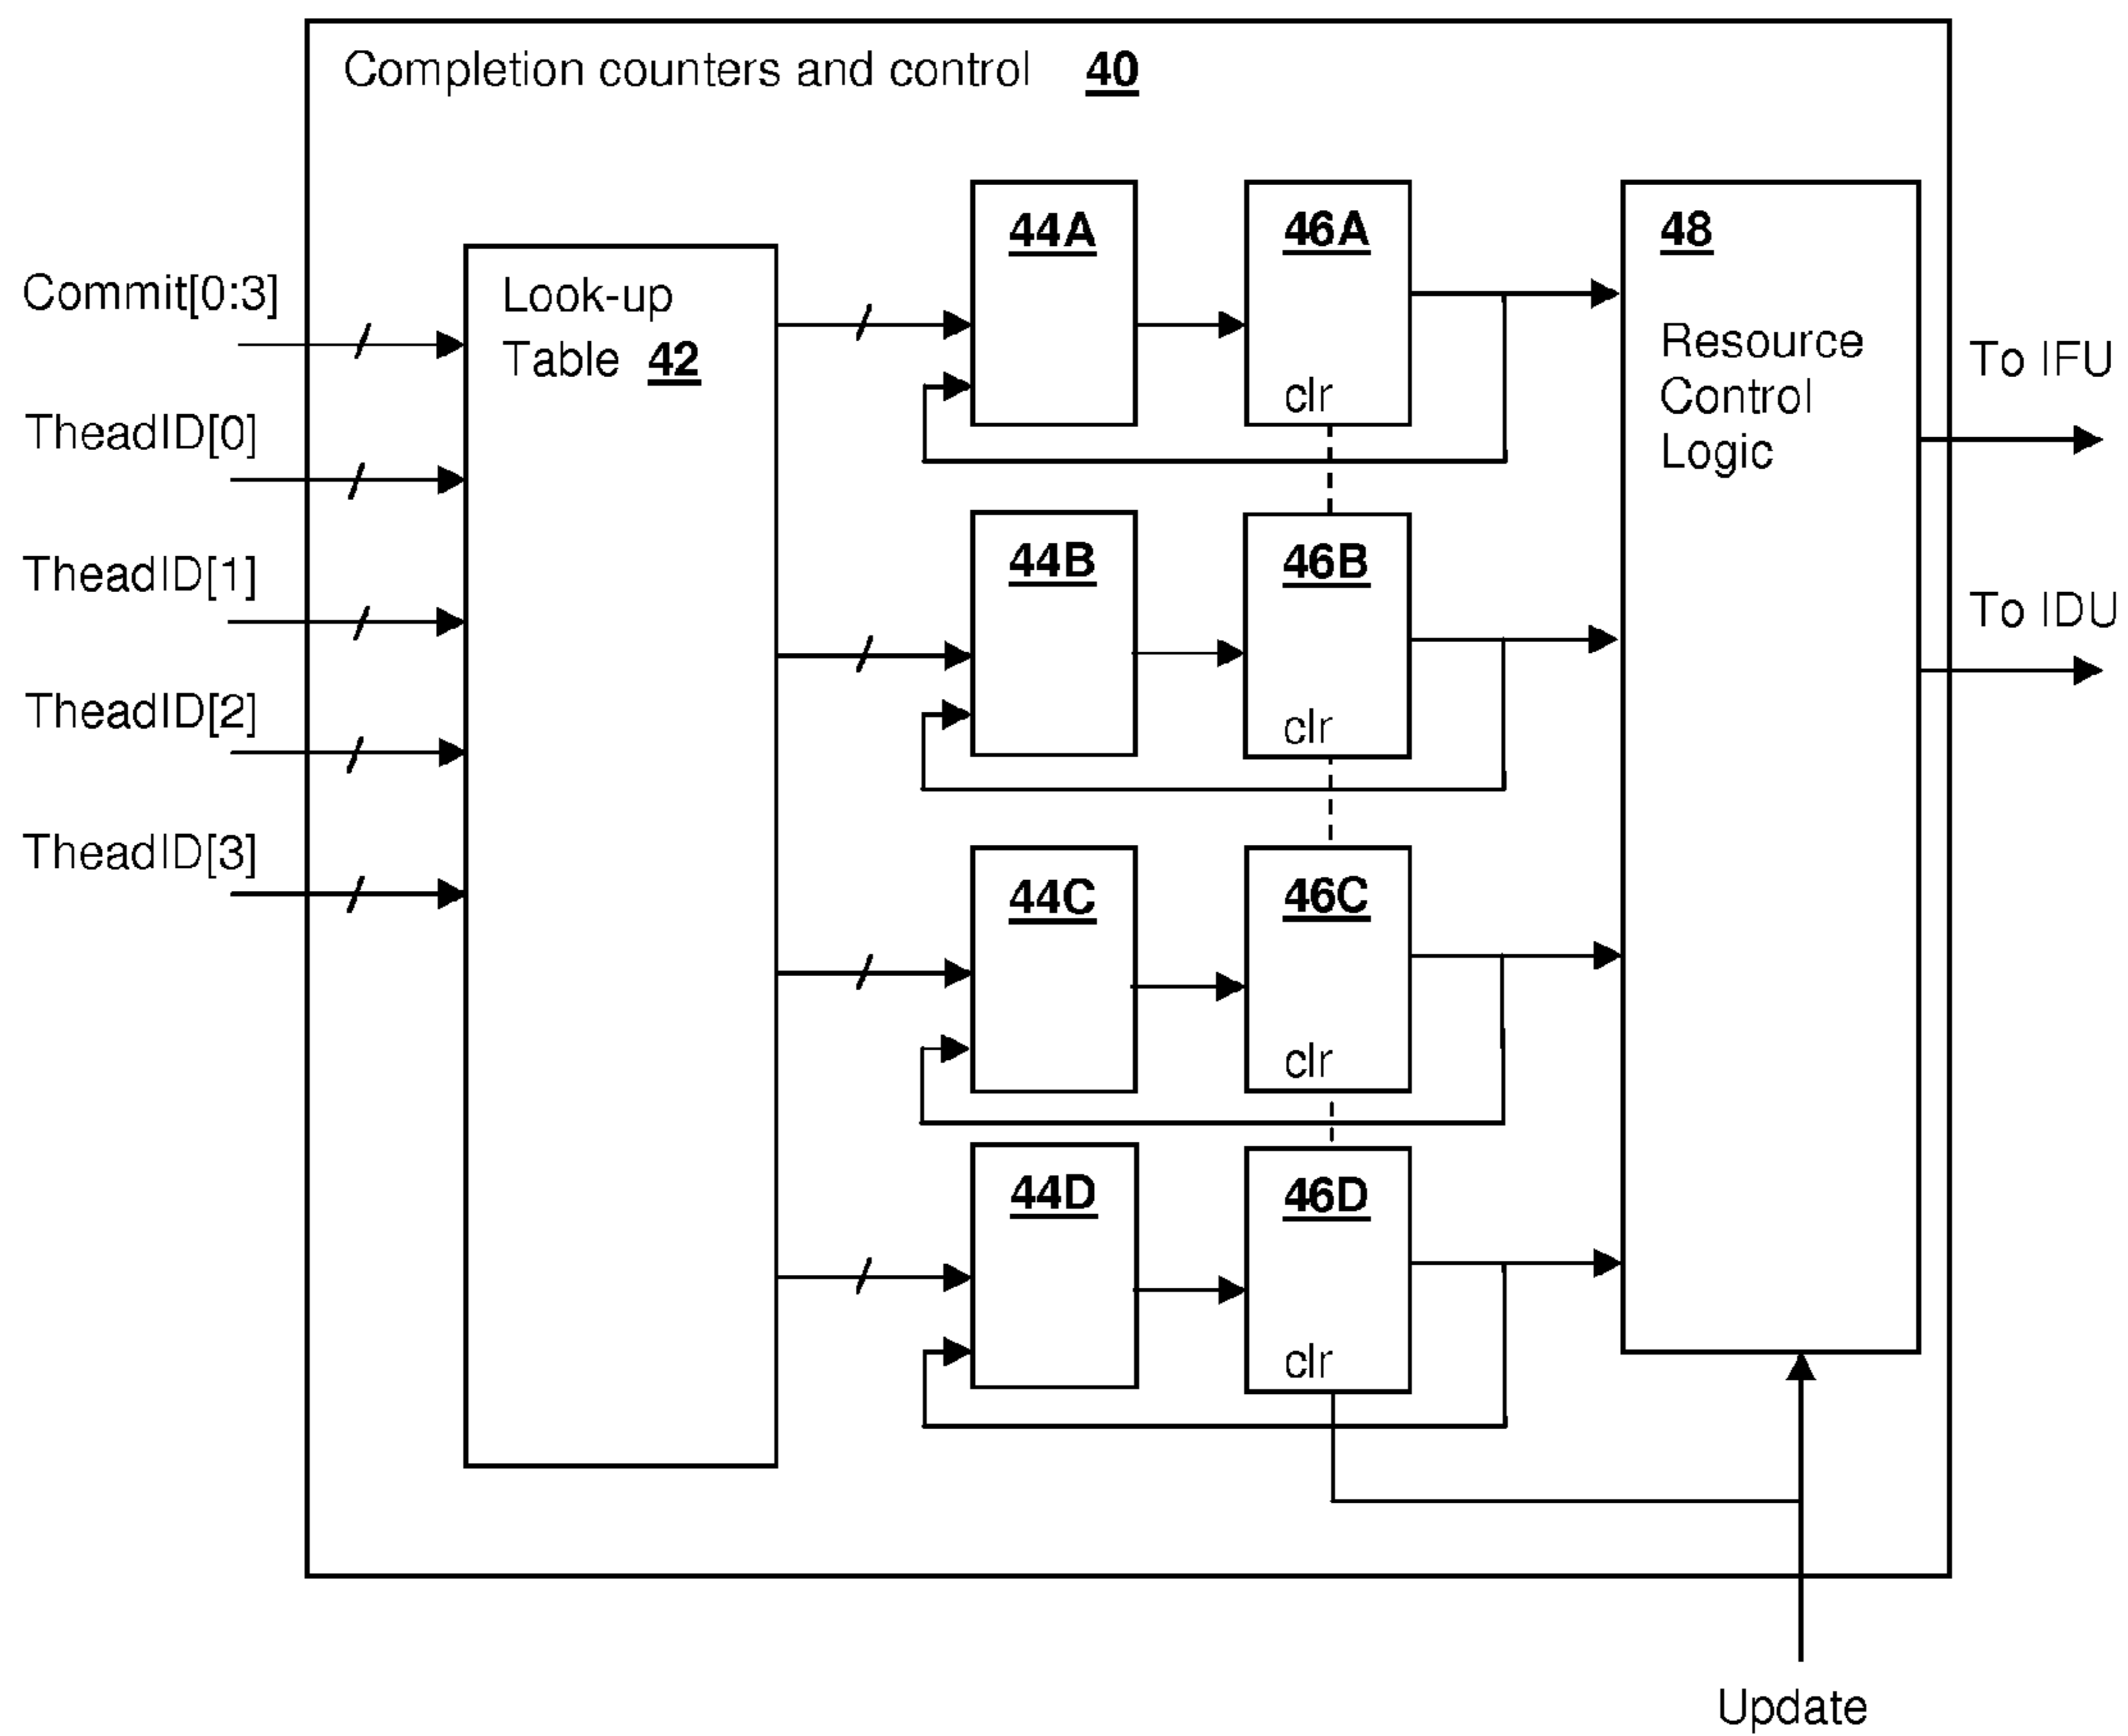 Completion counters and control 40
Commit[0:3]
TheadID[0]
TheadID[1]
TheadID[2]
TheadID[3]
Look-up
Table 42
44A
46A
clr
44B
46B
clr
44C
46C
clr
44D
46D
clr
48
Resource
Control
Logic
To IFU
To IDU
Update